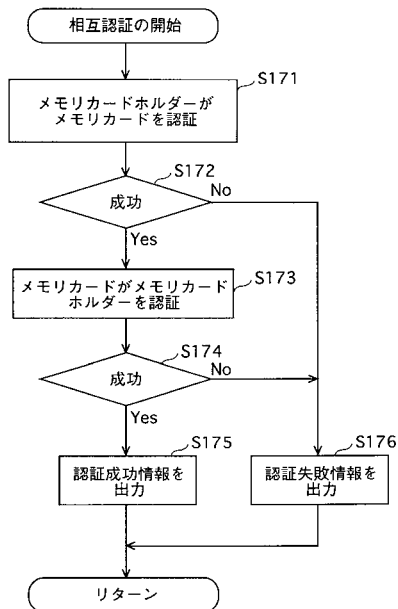 相互認証の開始
S171
メモリカードホルダーが
メモリカードを認証
S172
成功
No
Yes
S173
メモリカードがメモリカード
ホルダーを認証
S174
成功
No
Yes
S175
認証成功情報を
出力
S176
認証失敗情報を
出力
リターン